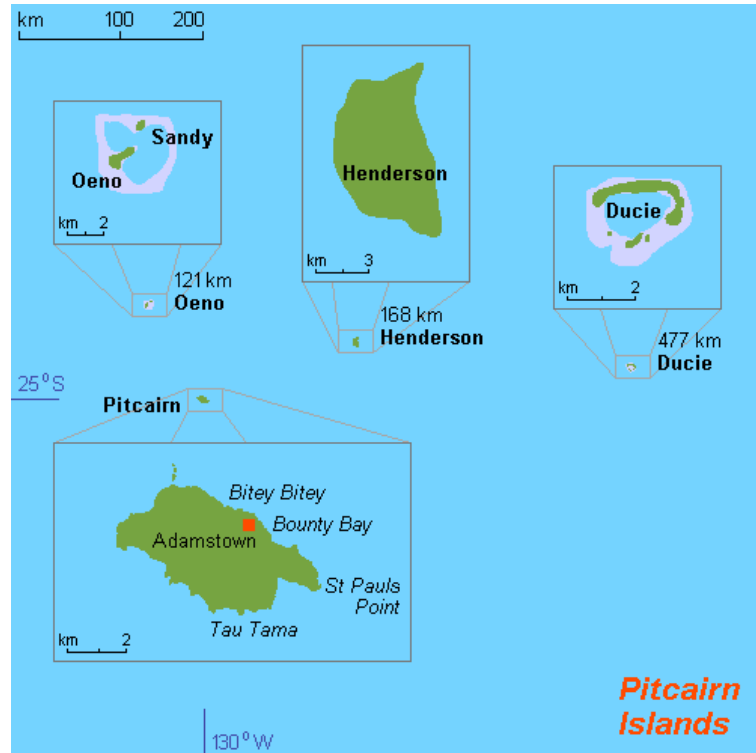 km 100 200
Sandy
Oeno
km 2
121 km
Oeno
Henderson
km 3
168 km
Henderson
Ducie
km 2
477 km
Ducie
25°S
Pitcairn
Bitey Bitey
Bounty Bay
Adamstown
St Pauls
Point
Tau Tama
km 2
130°W
Pitcairn
Islands